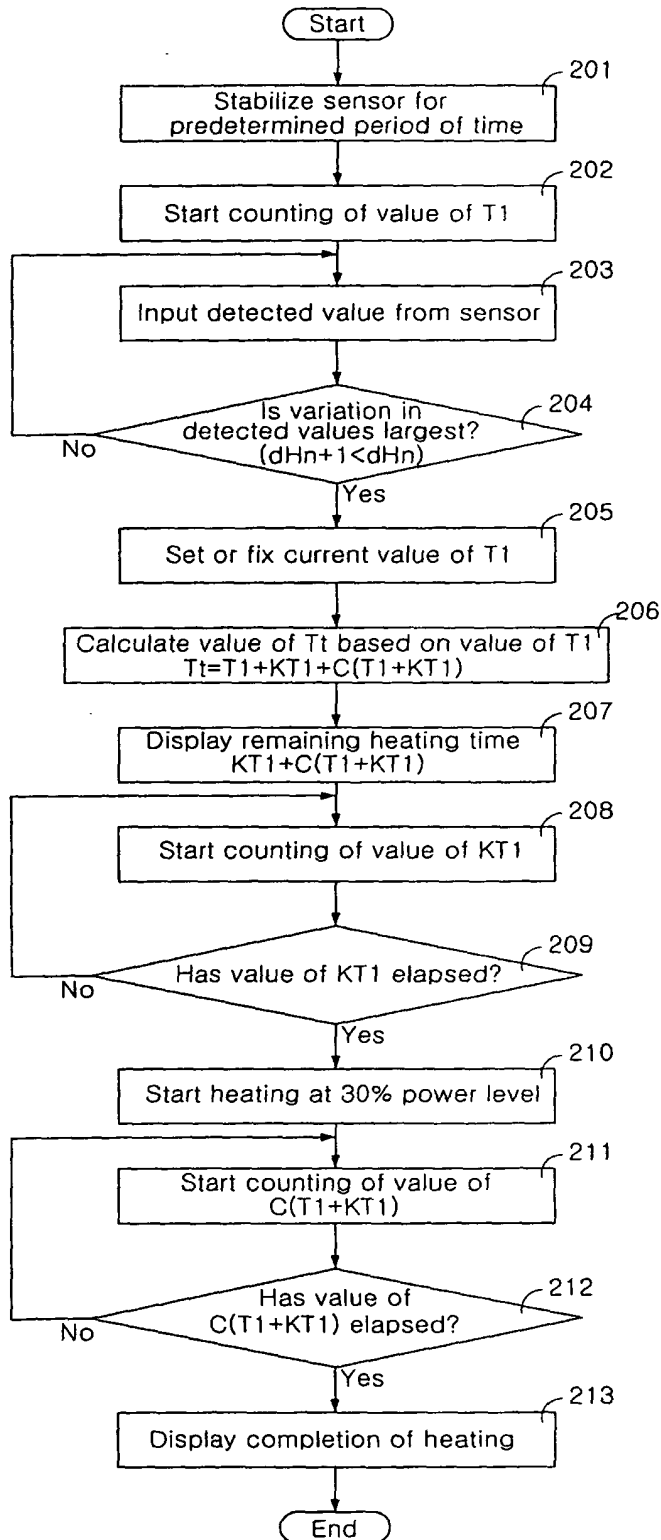 Start
201
Stabilize sensor for
predetermined period of time
202
Start counting of value of T1
203
Input detected value from sensor
204
Is variation in
detected values largest?
(dHn+1<dHn)
No
Yes
205
Set or fix current value of T1
206
Calculate value of Tt based on value of T1
Tt=T1+KT1+C(T1+KT1)
207
Display remaining heating time
KT1+C(T1+KT1)
208
Start counting of value of KT1
209
Has value of KT1 elapsed?
No
Yes
210
Start heating at 30% power level
211
Start counting of value of
C(T1+KT1)
212
Has value of
C(T1+KT1) elapsed?
No
Yes
213
Display completion of heating
End